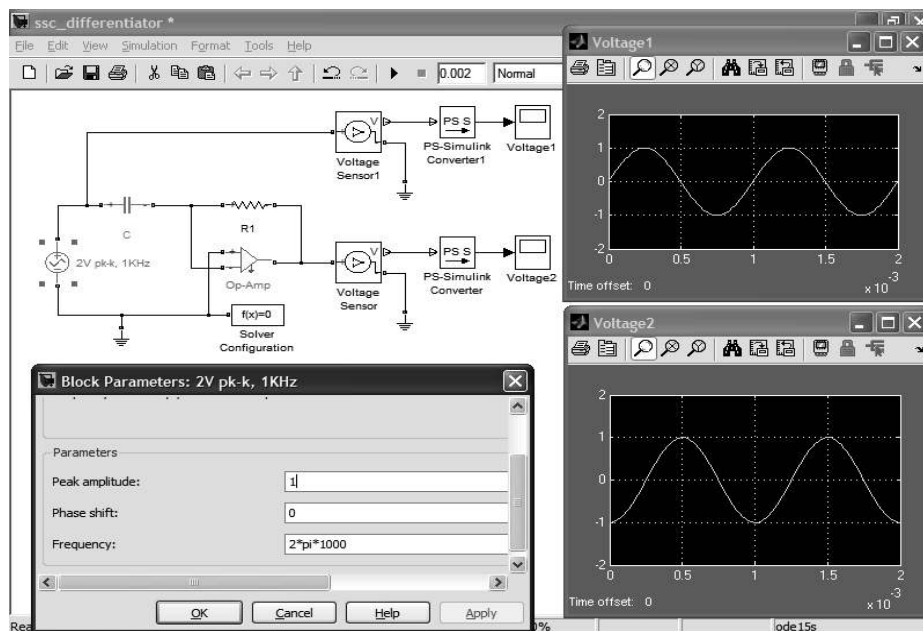 ssc_differentiator *
File Edit View Simulation Format Tools Help
0.002 Normal
V
PS S
Voltage Sensor1
PS-Simulink Converter1
Voltage1
C
R1
2V pk-k, 1KHz
Op-Amp
V
PS S
Voltage Sensor
PS-Simulink Converter
Voltage2
f(x)=0
Solver Configuration
Block Parameters: 2V pk-k, 1KHz
Parameters
Peak amplitude: 1
Phase shift: 0
Frequency: 2*pi*1000
OK Cancel Help Apply
ode15s
Voltage1
2
1
0
-1
-2
0 0.5 1 1.5 2
x 10-3
Time offset: 0
Voltage2
2
1
0
-1
-2
0 0.5 1 1.5 2
x 10-3
Time offset: 0